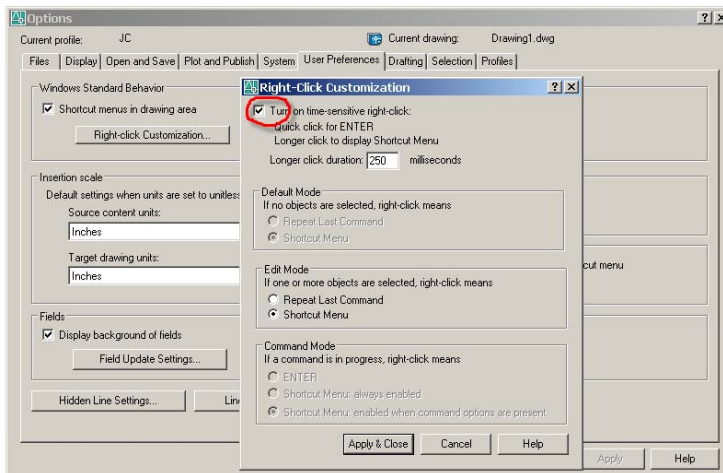 Options
Current profile: JC Current drawing: Drawing1.dwg
Files Display Open and Save Plot and Publish System User Preferences Drafting Selection Profiles
Windows Standard Behavior
Shortcut menus in drawing area
Right-click Customization...
Insertion scale
Default settings when units are set to unitles
Source content units:
Inches
Target drawing units:
Inches
Fields
Display background of fields
Field Update Settings...
Hidden Line Settings...
Lin
cut menu
Apply Help
Right-Click Customization
Turn on time-sensitive right-click:
Quick click for ENTER
Longer click to display Shortcut Menu
Longer click duration: 250 milliseconds
Default Mode
If no objects are selected, right-click means
Repeat Last Command
Shortcut Menu
Edit Mode
If one or more objects are selected, right-click means
Repeat Last Command
Shortcut Menu
Command Mode
If a command is in progress, right-click means
ENTER
Shortcut Menu: always enabled
Shortcut Menu: enabled when command options are present
Apply & Close Cancel Help